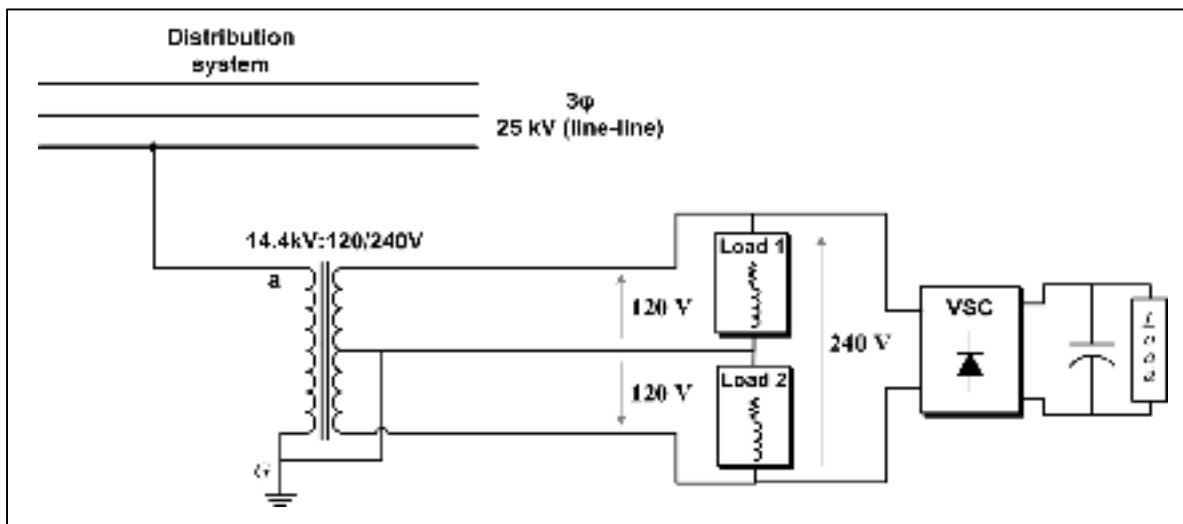 Distribution
system
3φ
25 kV (line-line)
14.4kV:120/240V
a
120 V
120 V
Load 1
Load 2
240 V
VSC
G